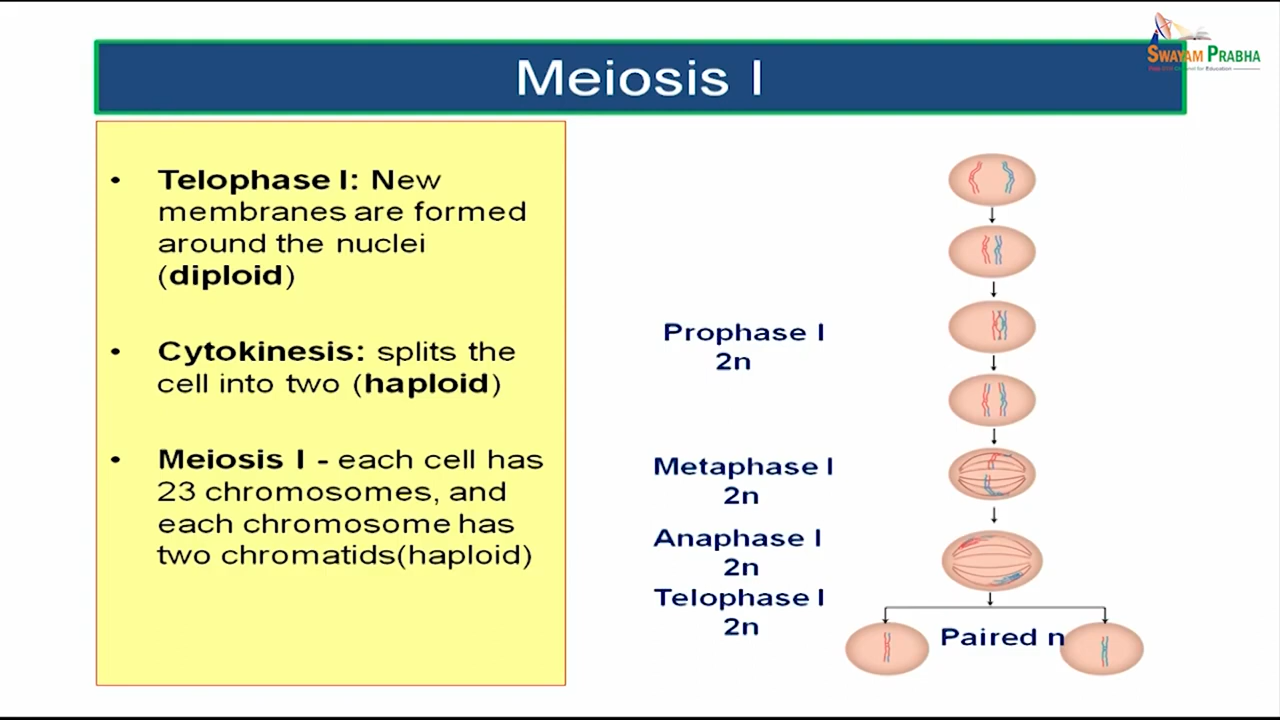 SWAYAM PRABHA
Meiosis I
• Telophase I: New
membranes are formed
around the nuclei
(diploid)
• Cytokinesis: splits the
cell into two (haploid)
• Meiosis I - each cell has
23 chromosomes, and
each chromosome has
two chromatids(haploid)
Prophase I
2n
Metaphase I
2n
Anaphase I
2n
Telophase I
2n
Paired n